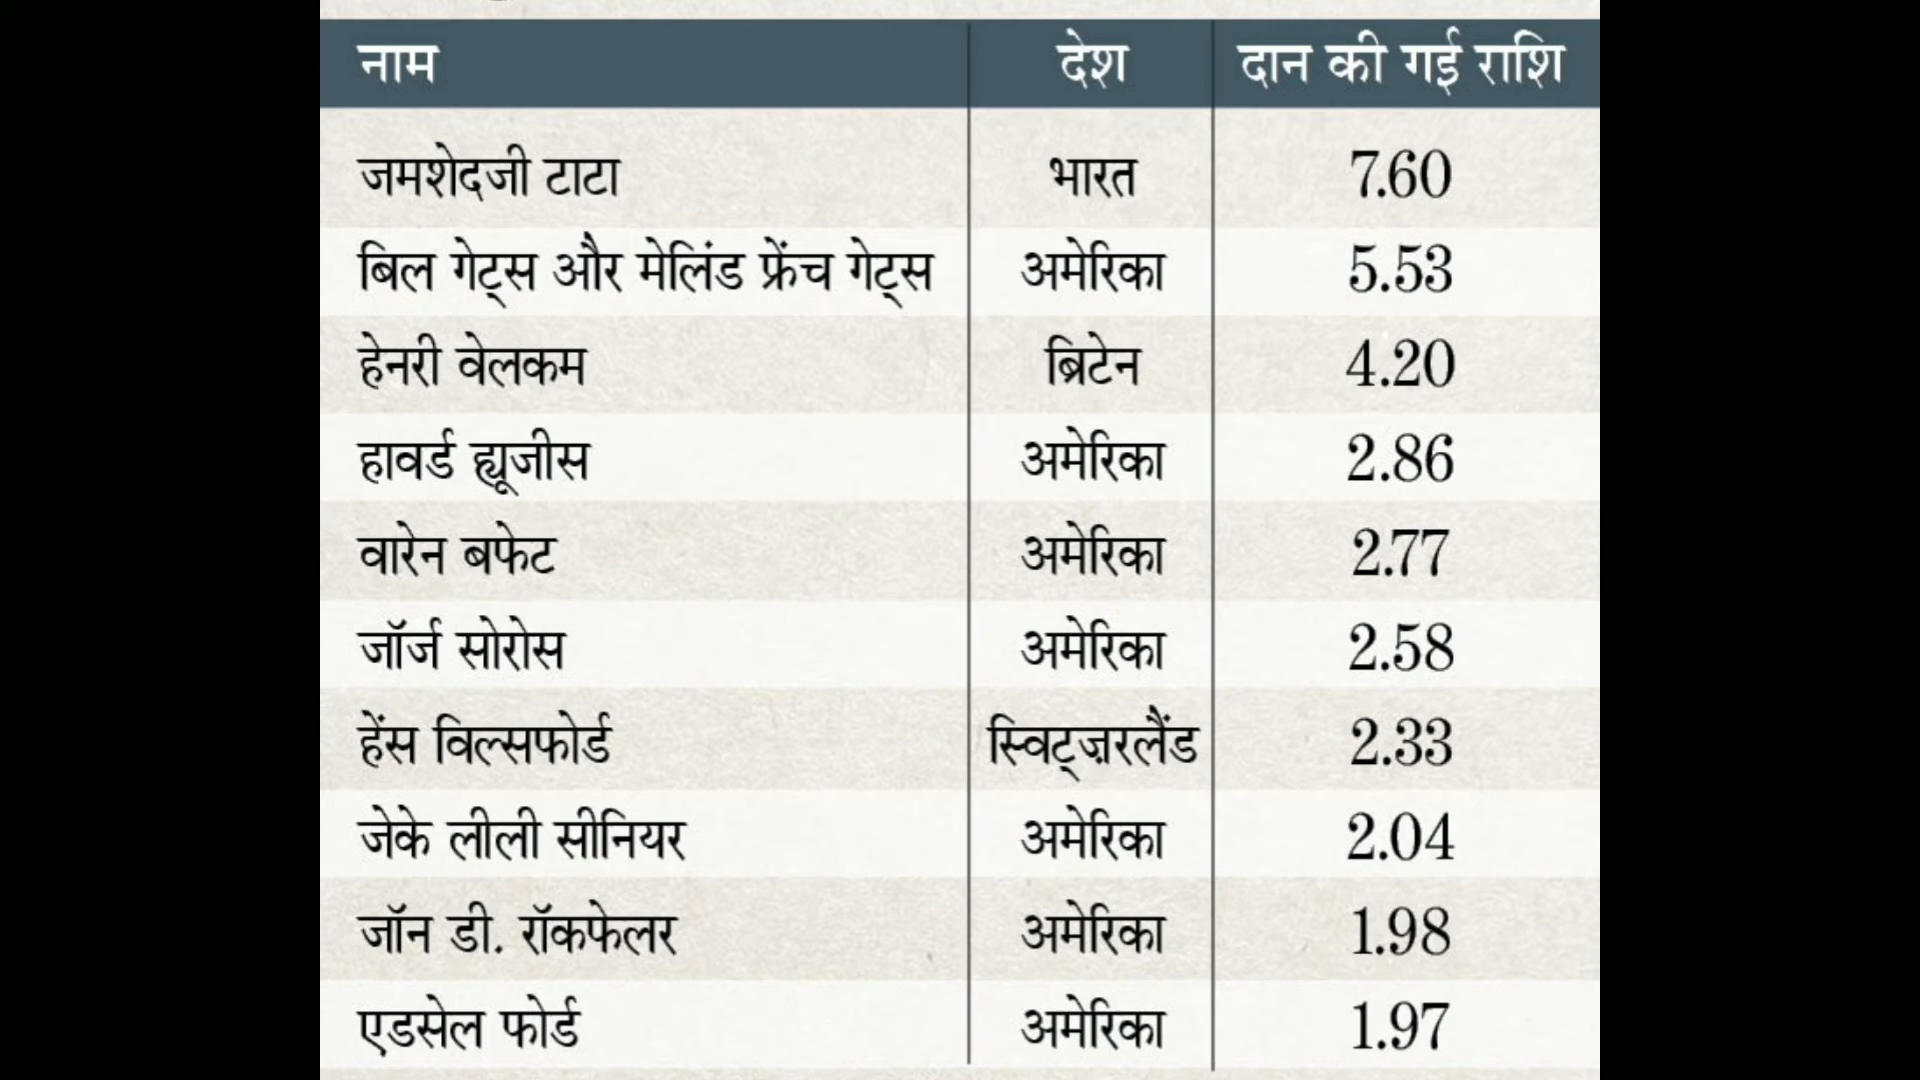 नाम देश दान की गई राशि
जमशेदजी टाटा भारत 7.60
बिल गेट्स और मेलिंड फ्रेंच गेट्स अमेरिका 5.53
हेनरी वेलकम ब्रिटेन 4.20
हावर्ड ह्यूजीस अमेरिका 2.86
वारेन बफेट अमेरिका 2.77
जॉर्ज सोरोस अमेरिका 2.58
हेंस विल्सफोर्ड स्विट्ज़रलैंड 2.33
जेके लीली सीनियर अमेरिका 2.04
जॉन डी. रॉकफेलर अमेरिका 1.98
एडसेल फोर्ड अमेरिका 1.97